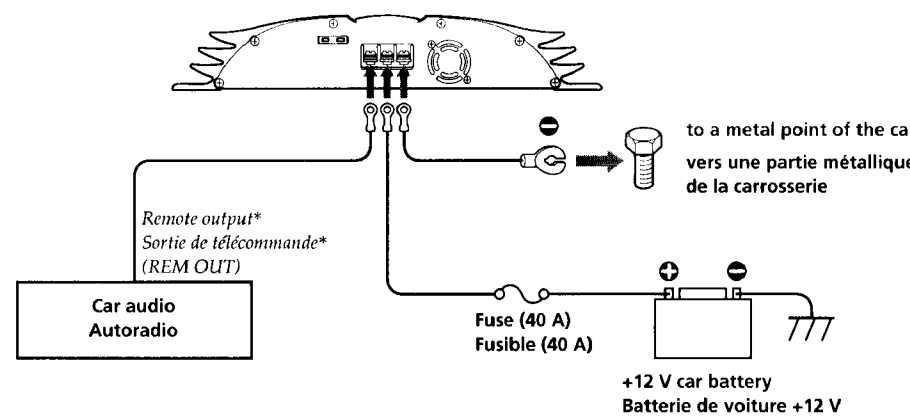 to a metal point of the ca
vers une partie métallique
de la carrosserie
Remote output*
Sortie de télécommande*
(REM OUT)
Car audio
Autoradio
Fuse (40 A)
Fusible (40 A)
+12 V car battery
Batterie de voiture +12 V